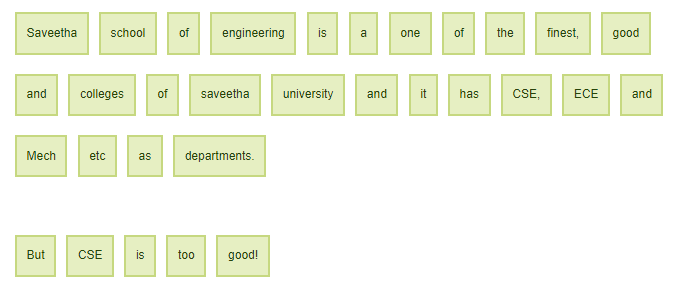 Saveetha school of engineering is a one of the finest, good
and colleges of saveetha university and it has CSE, ECE and
Mech etc as departments.
But CSE is too good!